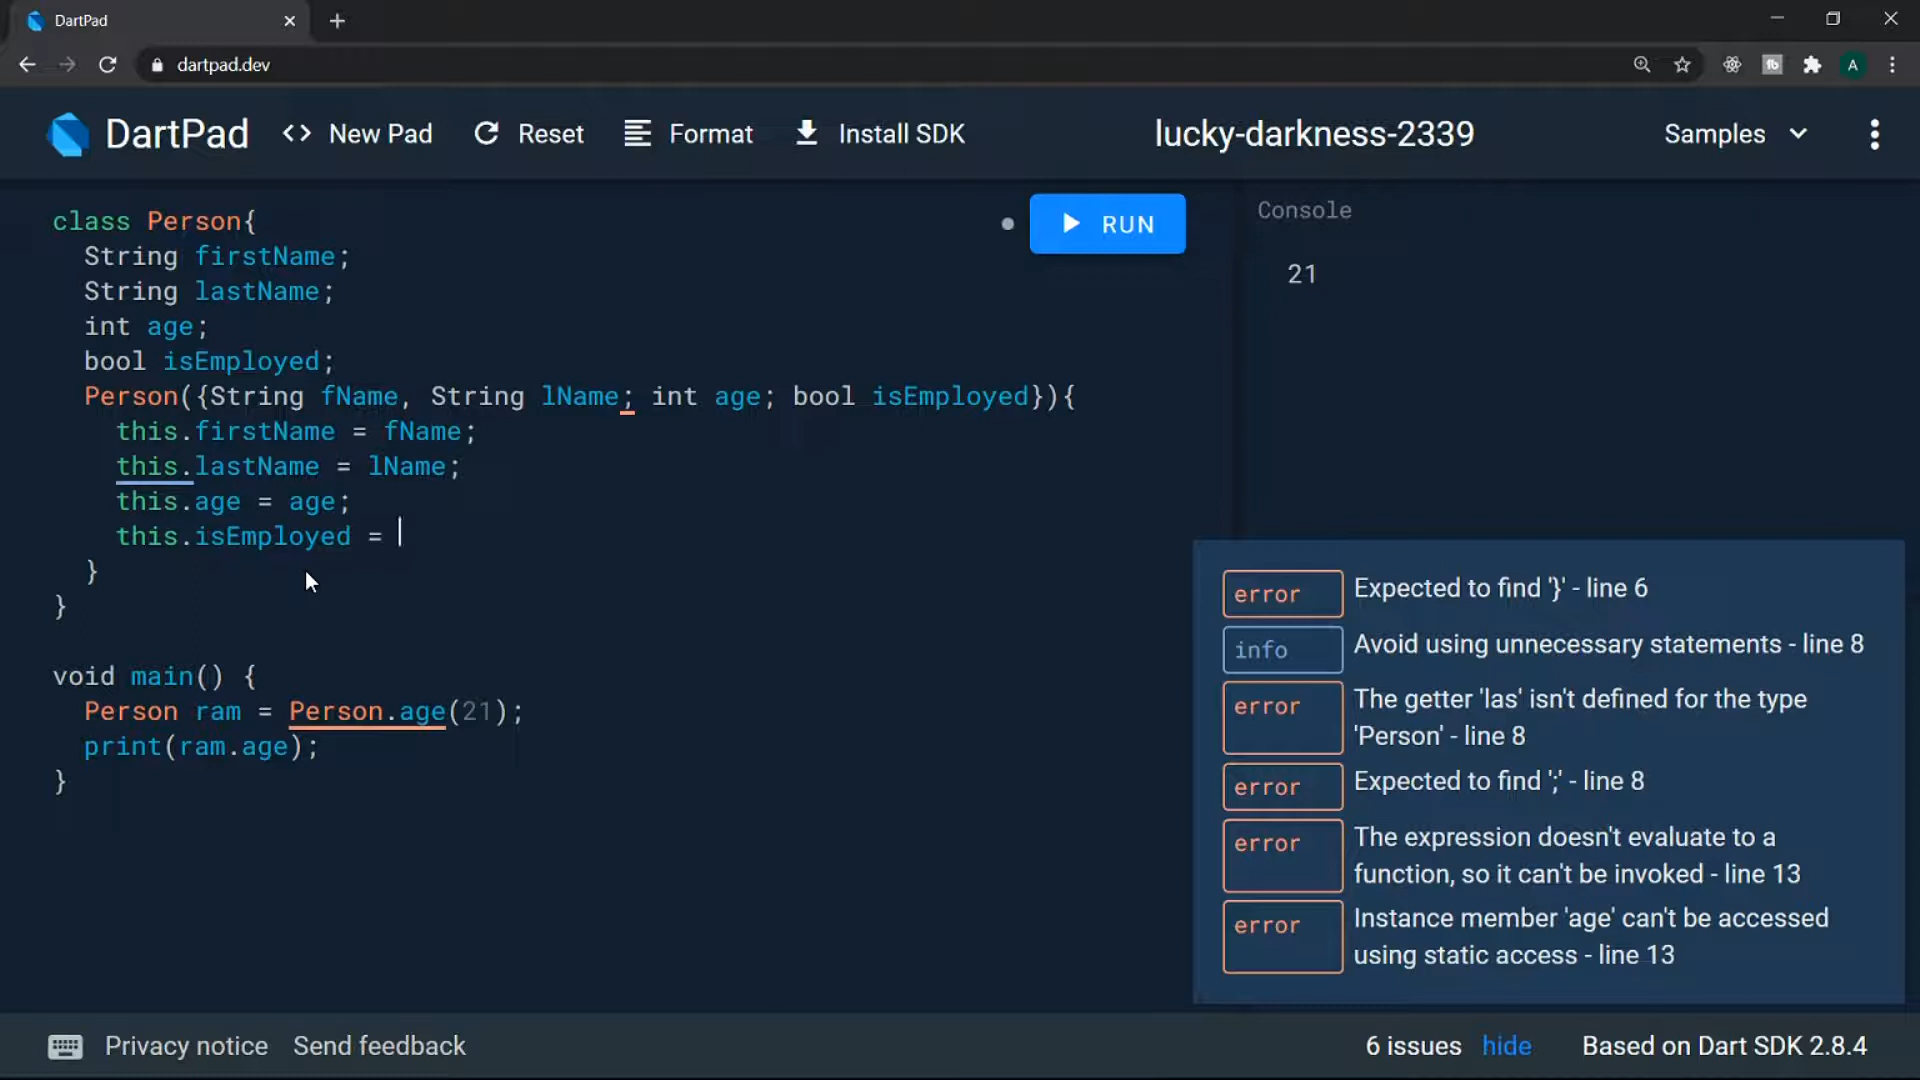 DartPad
dartpad.dev
A
DartPad <> New Pad Reset Format Install SDK lucky-darkness-2339 Samples
class Person{
String firstName;
String lastName;
int age;
bool isEmployed;
Person({String fName, String lName; int age; bool isEmployed}){
this.firstName = fName;
this.lastName = lName;
this.age = age;
this.isEmployed =
}
}
void main() {
Person ram = Person.age(21);
print(ram.age);
}
RUN
Console
21
error Expected to find '}' - line 6
info Avoid using unnecessary statements - line 8
error The getter 'las' isn't defined for the type
'Person' - line 8
error Expected to find ';' - line 8
error The expression doesn't evaluate to a
function, so it can't be invoked - line 13
error Instance member 'age' can't be accessed
using static access - line 13
Privacy notice Send feedback 6 issues hide Based on Dart SDK 2.8.4